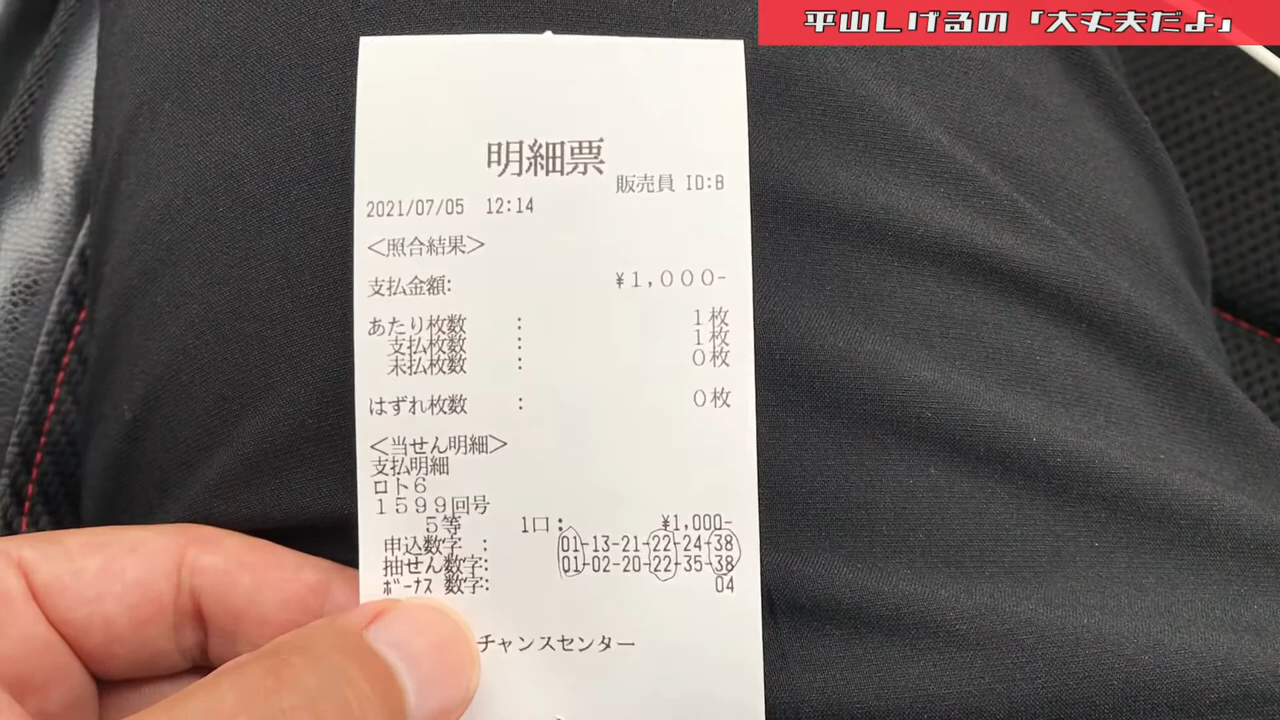 平山しげるの「大丈夫だよ」
明細票
販売員 ID:B
2021/07/05 12:14
<照合結果>
支払金額: ¥1,000-
あたり枚数 : 1枚
支払枚数 : 1枚
未払枚数 : 0枚
はずれ枚数 : 0枚
<当せん明細>
支払明細
ロト6
1599回号
5等 1口: ¥1,000-
申込数字 : 01-13-21-22-24-38
抽せん数字: 01-02-20-22-35-38
ボーナス 数字: 04
チャンスセンター